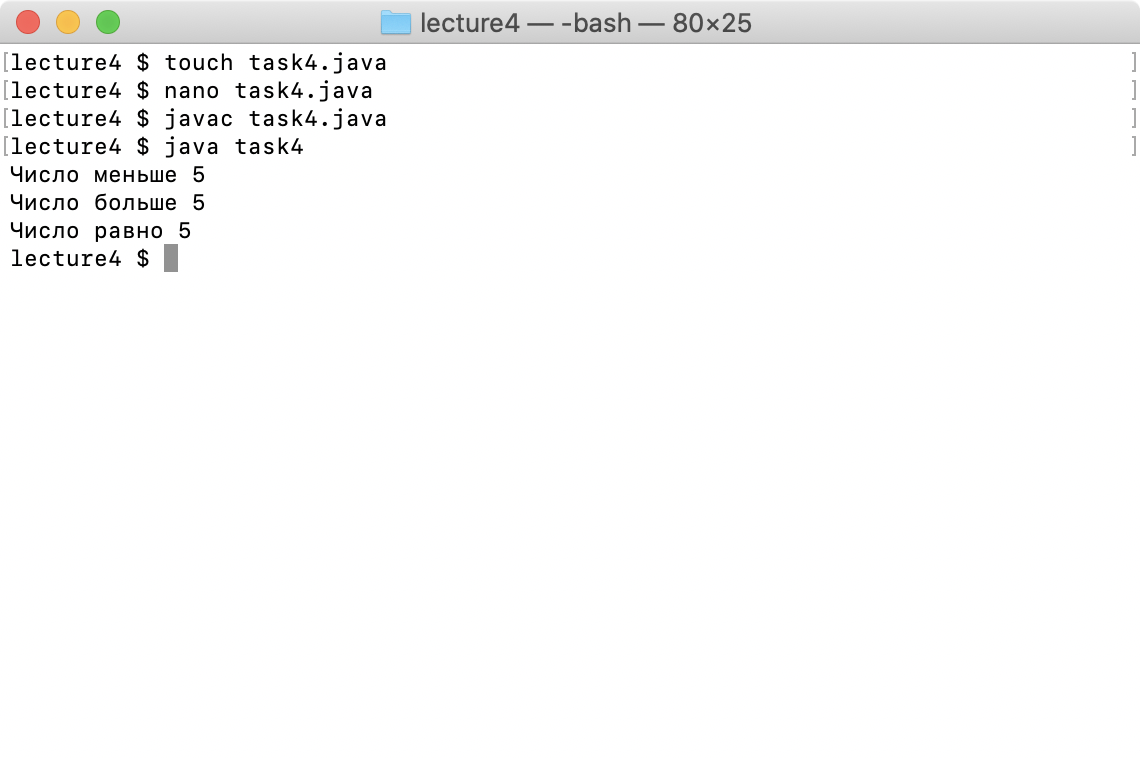 lecture4 — -bash — 80×25
[lecture4 $ touch task4.java ]
[lecture4 $ nano task4.java ]
[lecture4 $ javac task4.java ]
[lecture4 $ java task4 ]
Число меньше 5
Число больше 5
Число равно 5
lecture4 $